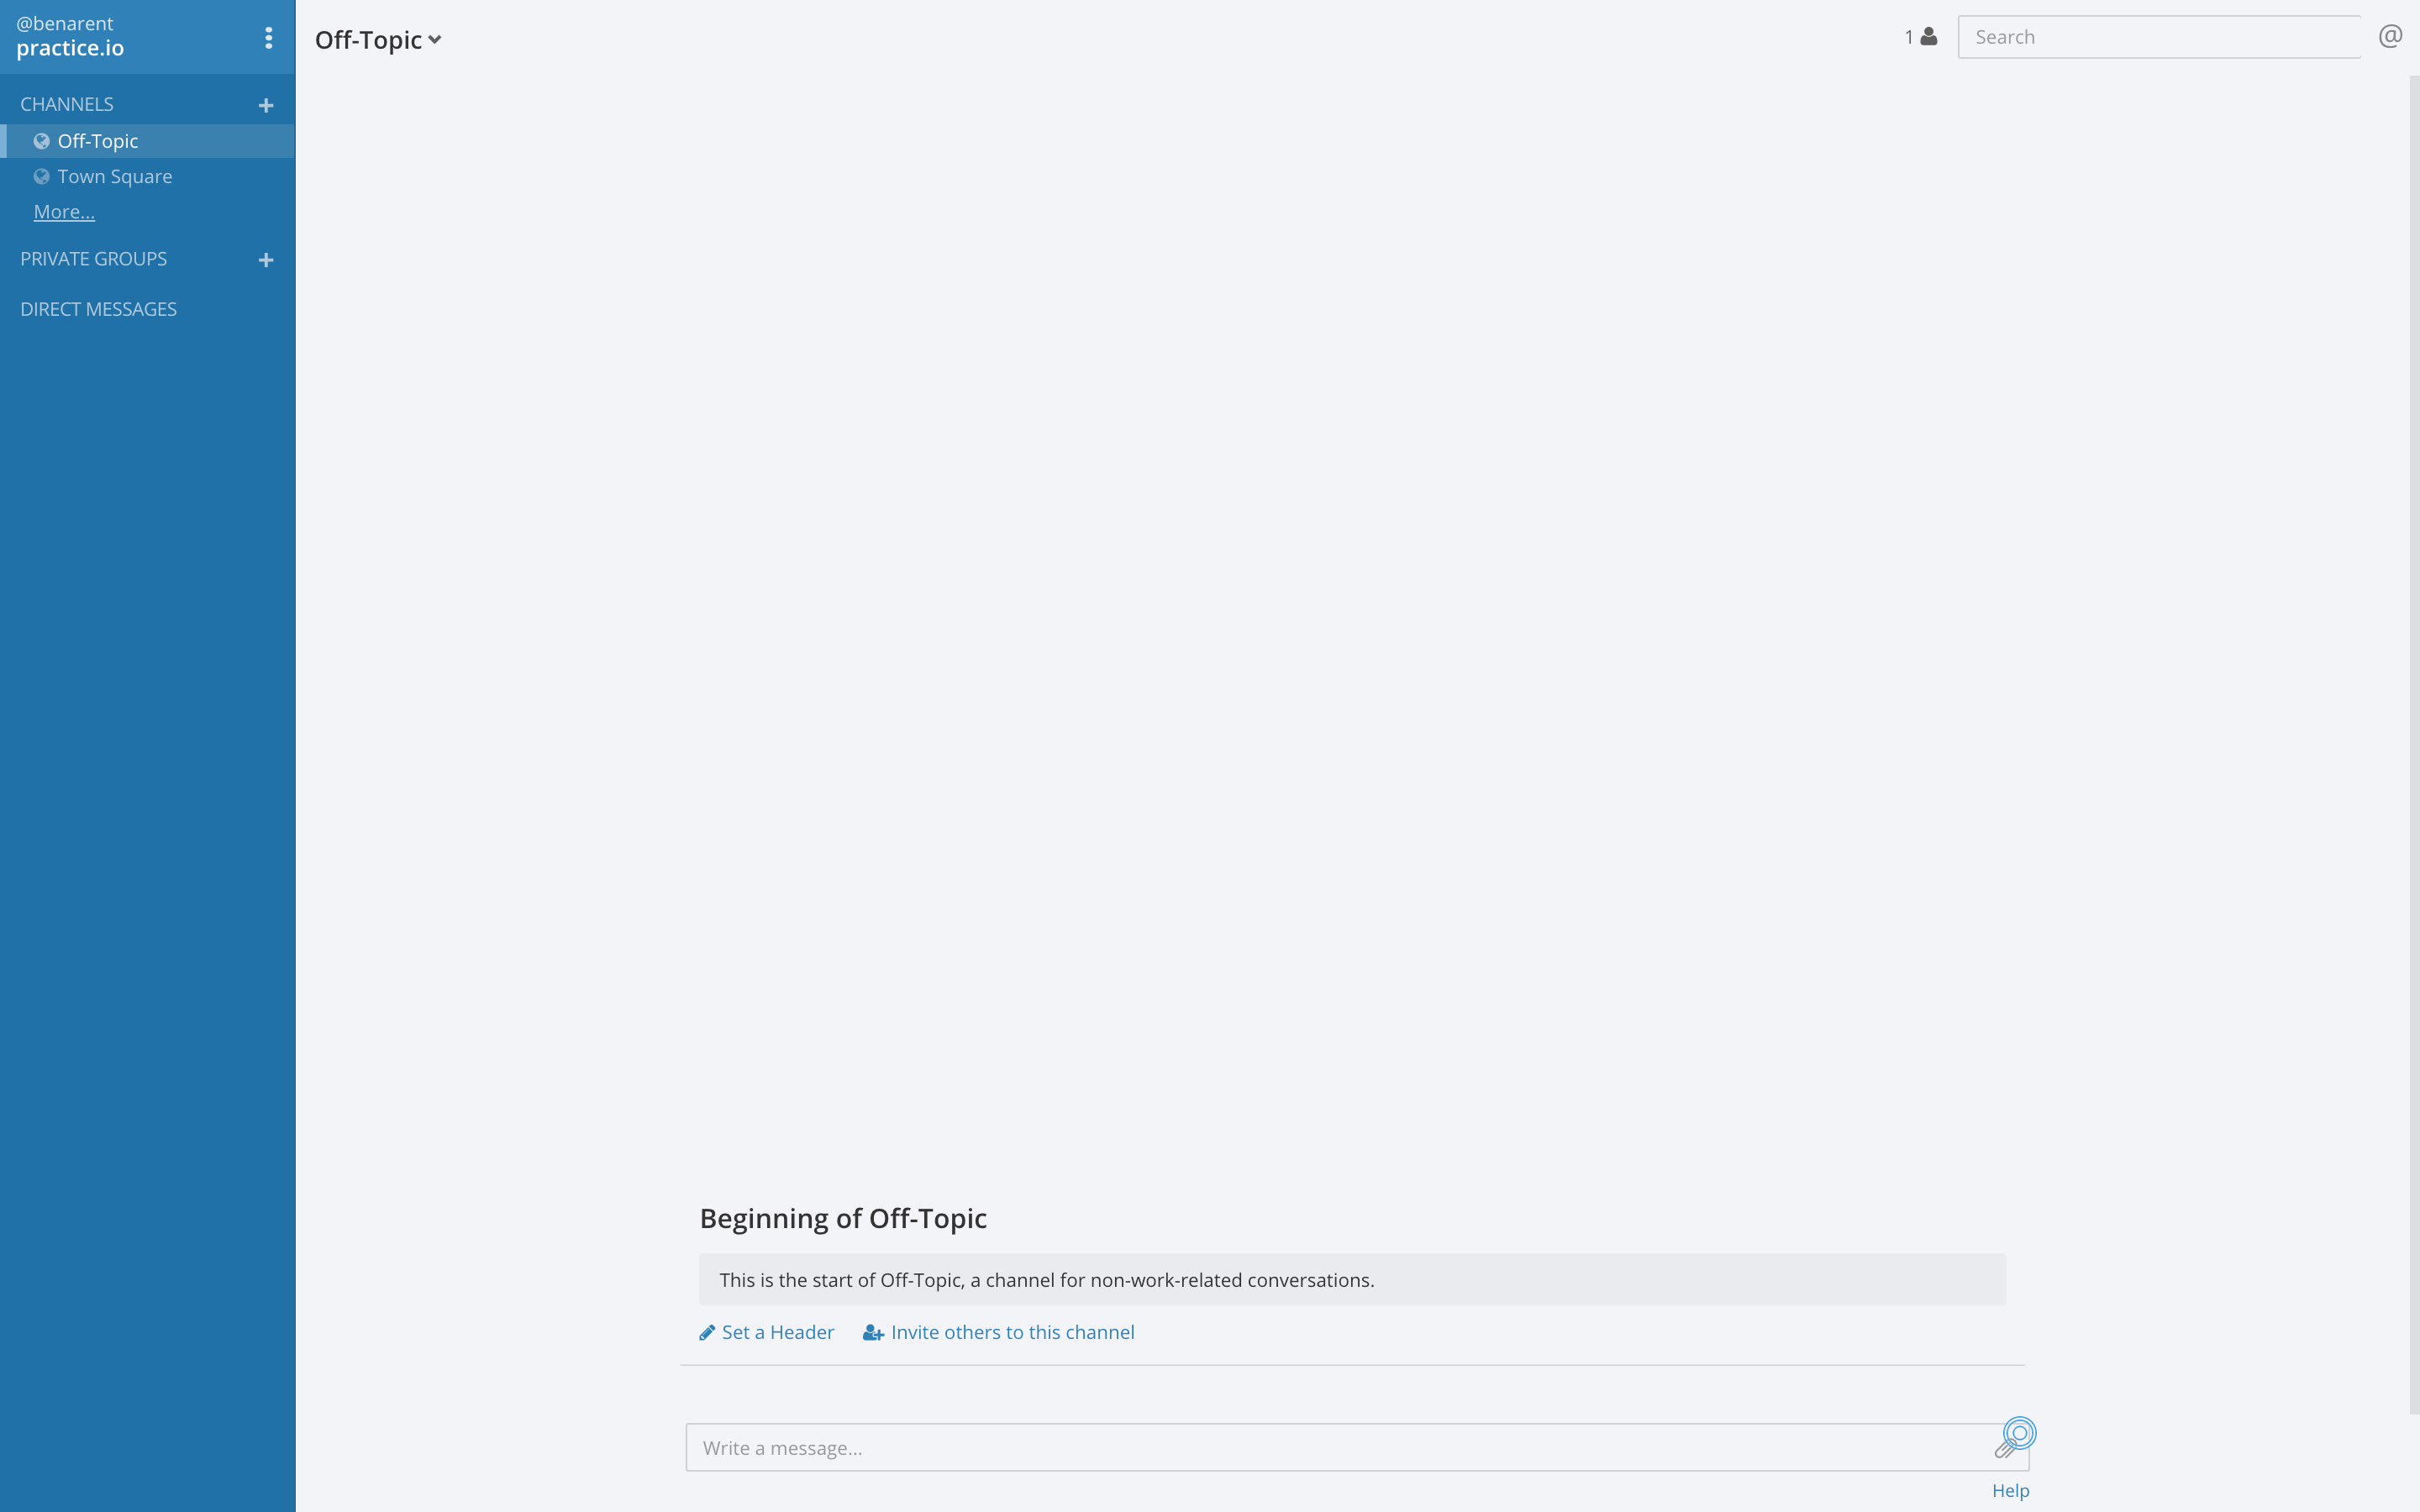 @benarent
practice.io
CHANNELS
Off-Topic
Town Square
More...
PRIVATE GROUPS
DIRECT MESSAGES
Off-Topic
1
Search
@
Beginning of Off-Topic
This is the start of Off-Topic, a channel for non-work-related conversations.
Set a Header
Invite others to this channel
Write a message...
Help